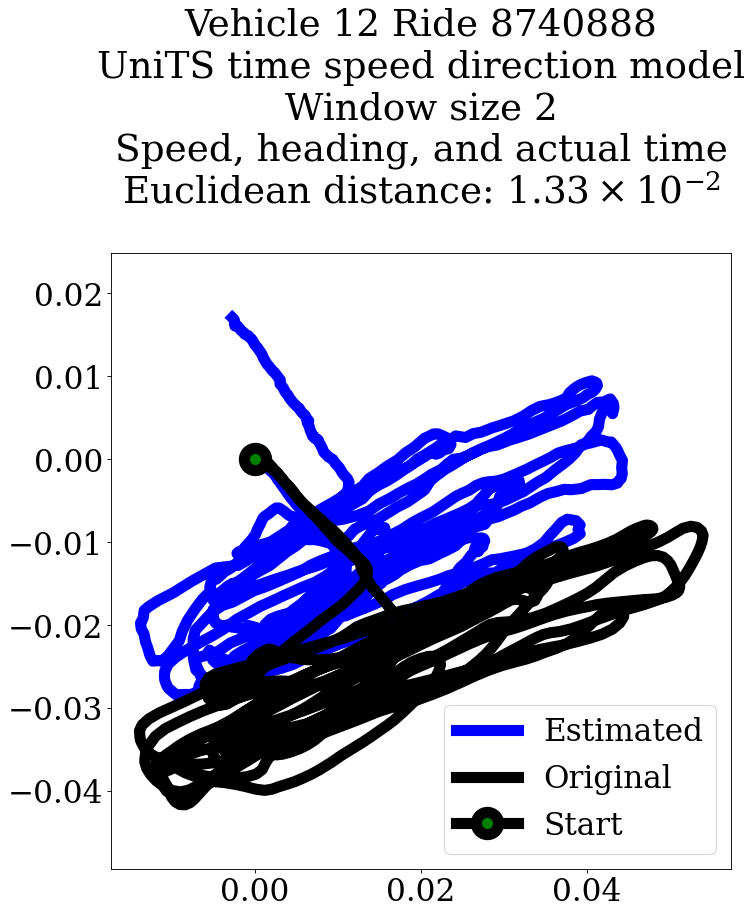 Vehicle 12 Ride 8740888
UniTS time speed direction model
Window size 2
Speed, heading, and actual time
Euclidean distance: 1.33 × 10⁻²
0.02
0.01
0.00
−0.01
−0.02
−0.03
−0.04
Estimated
Original
Start
0.00 0.02 0.04